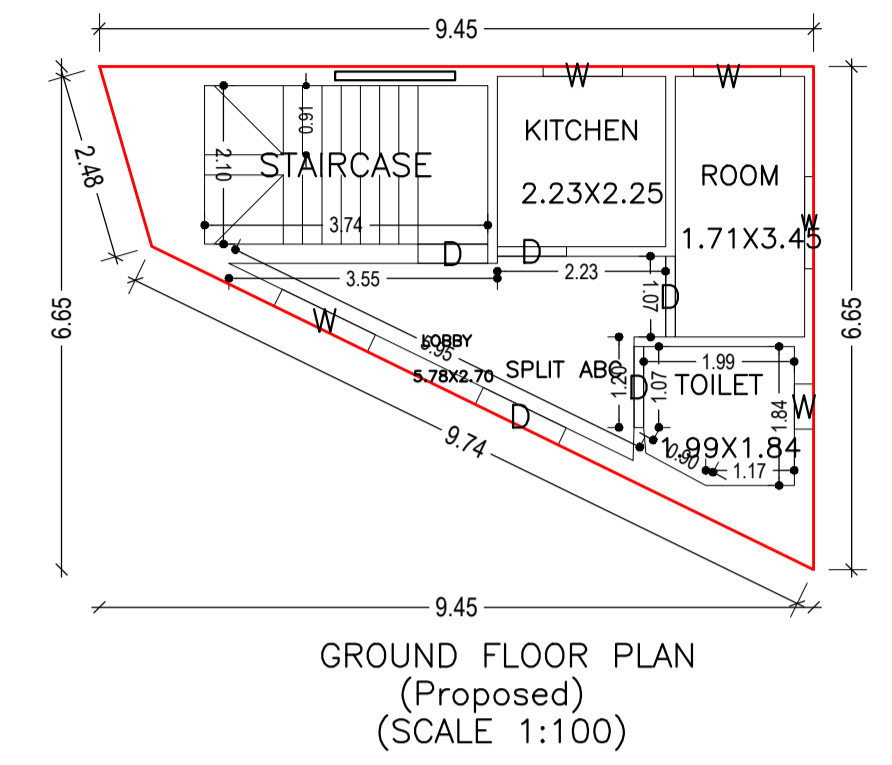 9.45
W
W
0.91
KITCHEN
2.48
2.10
STAIRCASE
ROOM
2.23X2.25
3.74
W
1.71X3.45
D
D
3.55
2.23
1.07
D
6.65
6.65
W
LOBBY
5.95
5.78X2.70
SPLIT ABC
1.20
D
1.07
1.99
TOILET
1.84
W
D
9.74
1.99X1.84
0.90
1.17
9.45
GROUND FLOOR PLAN
(Proposed)
(SCALE 1:100)